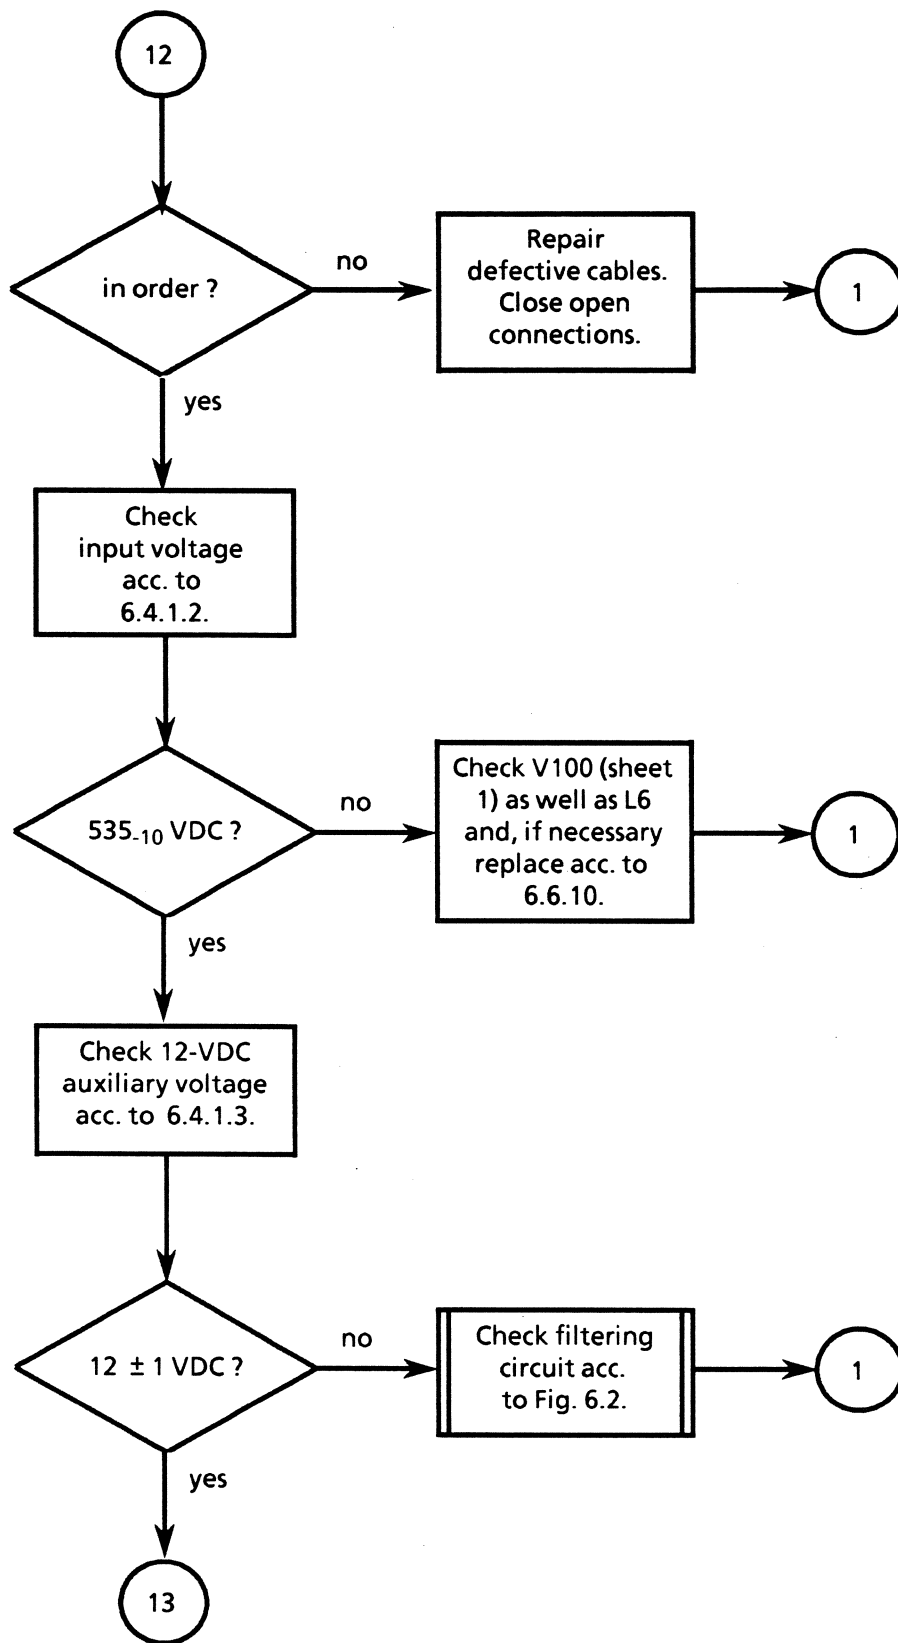 12
in order ?
no
Repair
defective cables.
Close open
connections.
1
yes
Check
input voltage
acc. to
6.4.1.2.
535-10 VDC ?
no
Check V100 (sheet
1) as well as L6
and, if necessary
replace acc. to
6.6.10.
1
yes
Check 12-VDC
auxiliary voltage
acc. to 6.4.1.3.
12 ± 1 VDC ?
no
Check filtering
circuit acc.
to Fig. 6.2.
1
yes
13